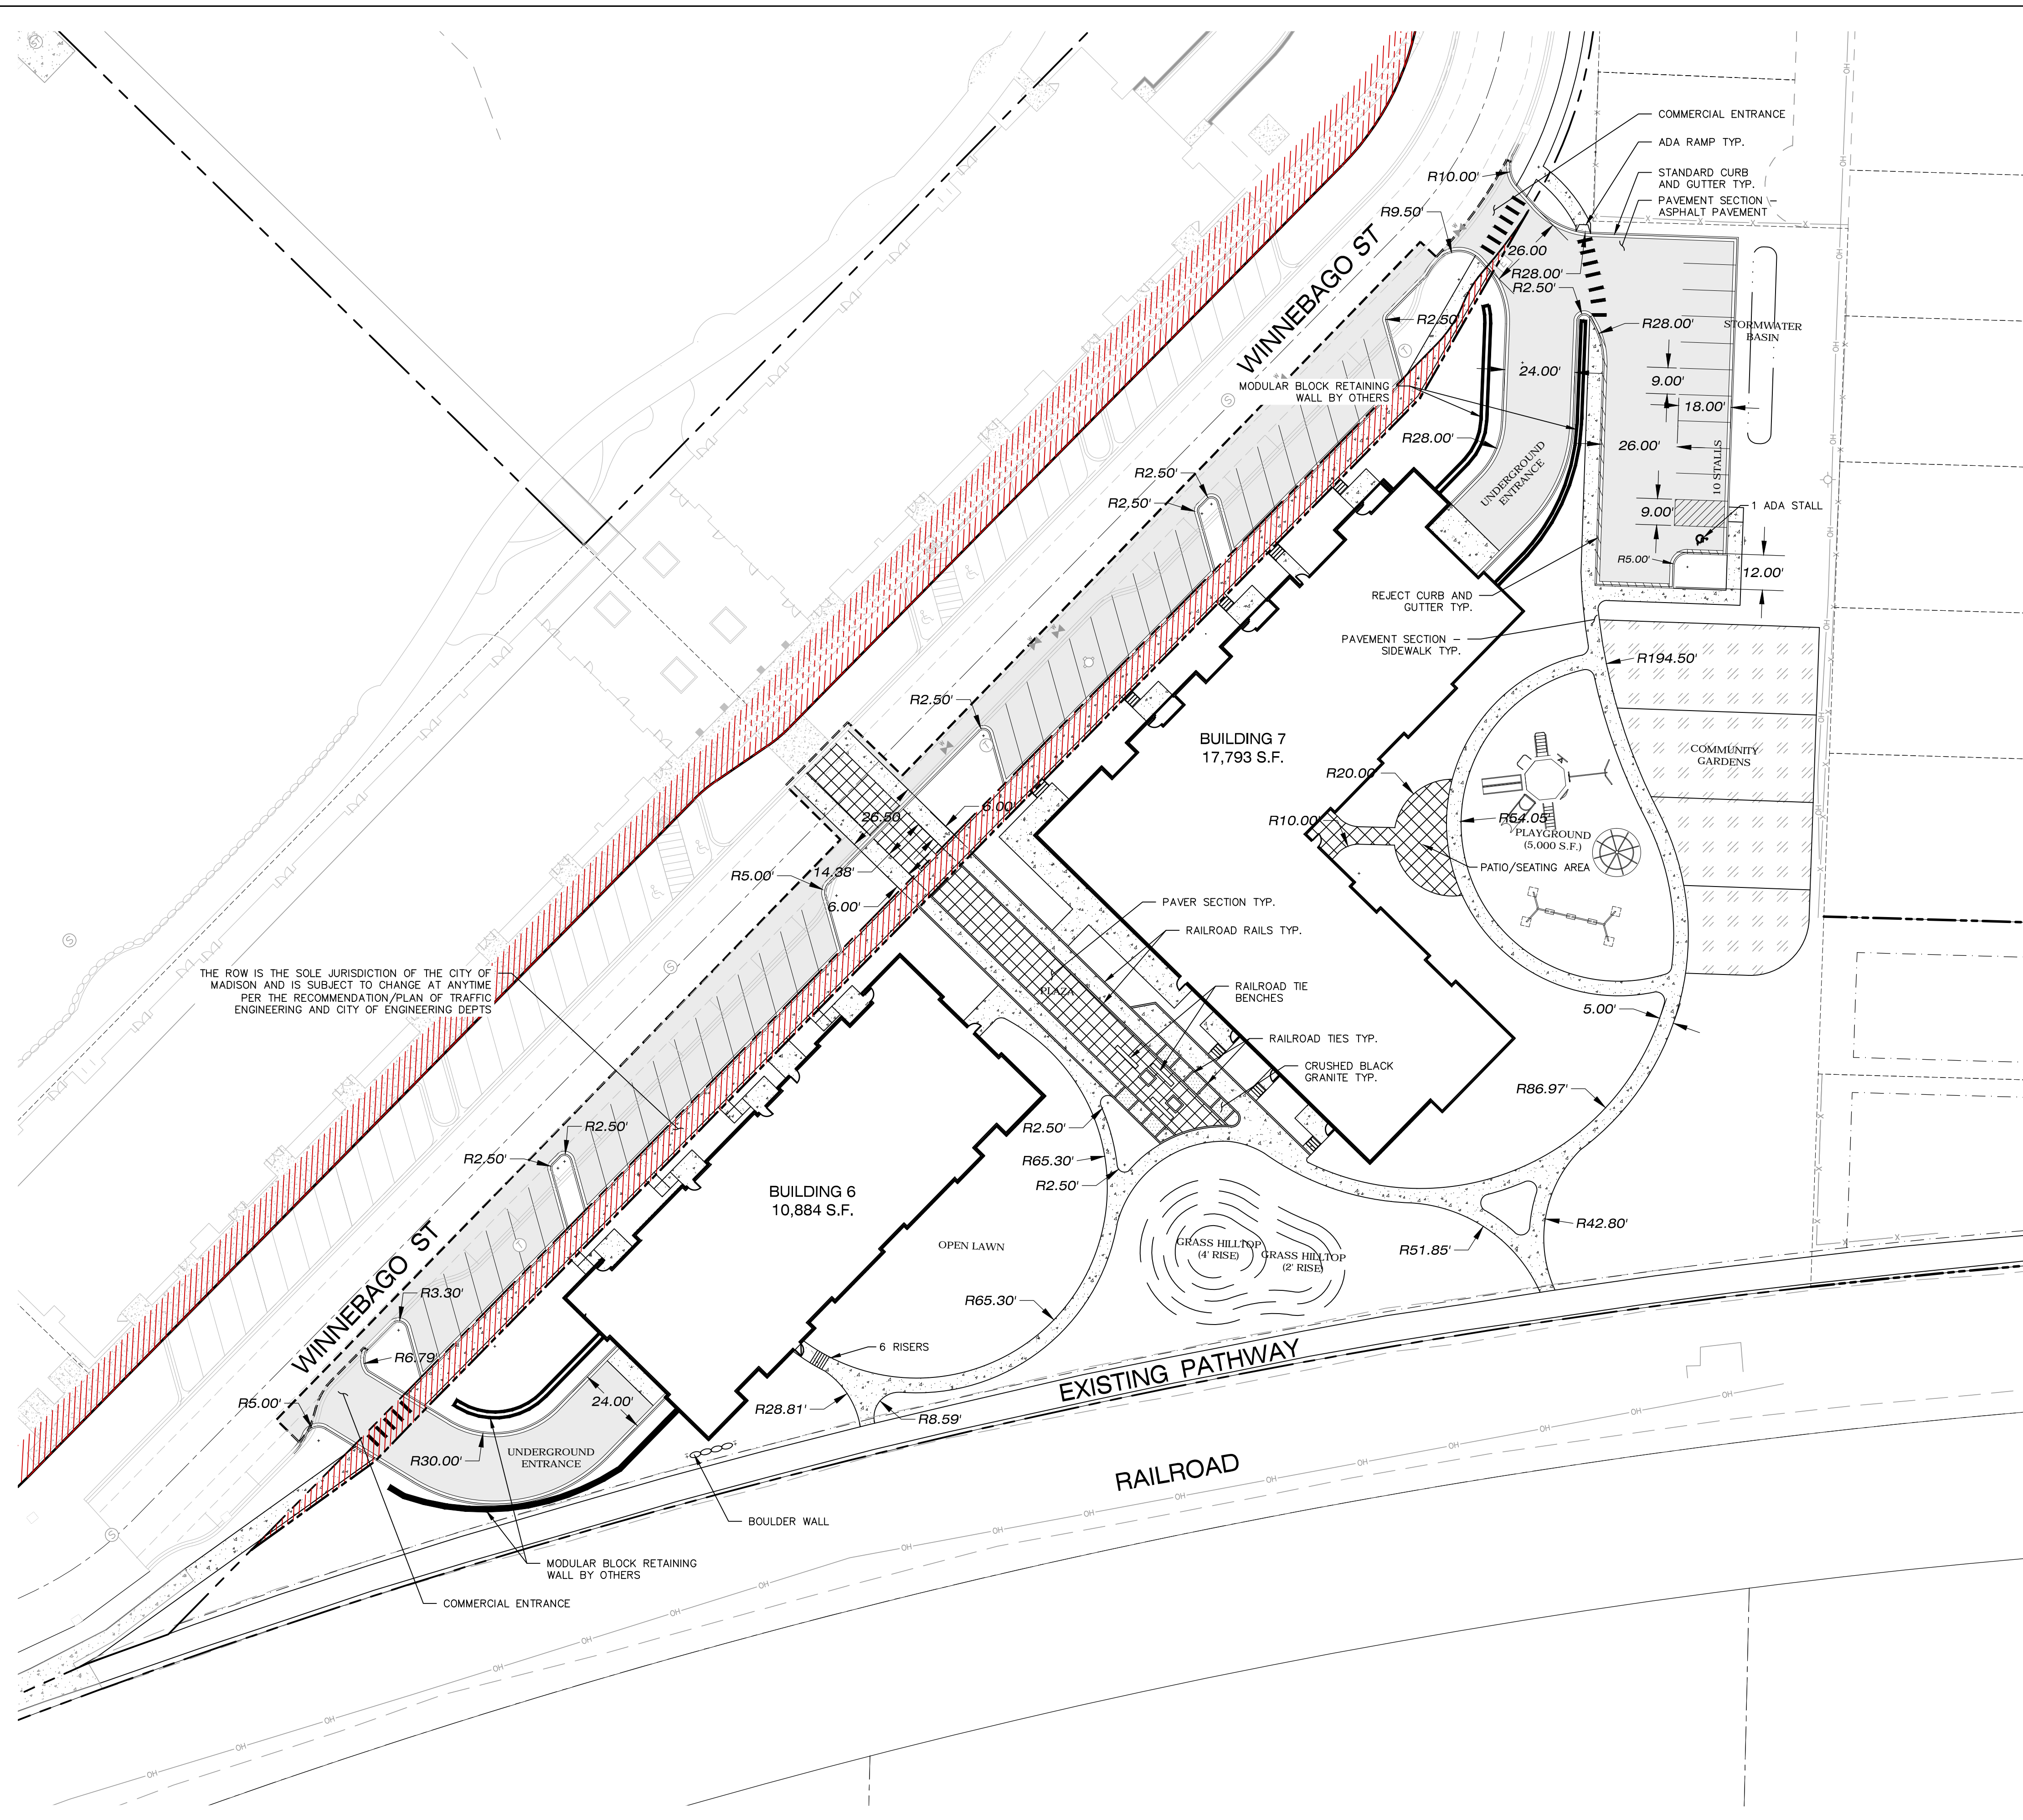 COMMERCIAL ENTRANCE
ADA RAMP TYP.
STANDARD CURB
AND GUTTER TYP.
PAVEMENT SECTION –
ASPHALT PAVEMENT
R10.00'
R9.50'
WINNEBAGO ST
26.00
R28.00'
R2.50'
R2.50'
R28.00'
STORMWATER
BASIN
MODULAR BLOCK RETAINING
WALL BY OTHERS
24.00'
9.00'
18.00'
R28.00'
26.00'
UNDERGROUND
ENTRANCE
10 STALLS
R2.50'
R2.50'
9.00'
1 ADA STALL
R5.00'
12.00'
REJECT CURB AND
GUTTER TYP.
PAVEMENT SECTION –
SIDEWALK TYP.
R194.50'
R2.50'
BUILDING 7
17,793 S.F.
COMMUNITY
GARDENS
R20.00'
6.00'
26.50
R10.00'
R54.05'
PLAYGROUND
(5,000 S.F.)
PATIO/SEATING AREA
R5.00'
14.38'
6.00'
PAVER SECTION TYP.
RAILROAD RAILS TYP.
THE ROW IS THE SOLE JURISDICTION OF THE CITY OF
MADISON AND IS SUBJECT TO CHANGE AT ANYTIME
PER THE RECOMMENDATION/PLAN OF TRAFFIC
ENGINEERING AND CITY OF ENGINEERING DEPTS
PLAZA
RAILROAD TIE
BENCHES
5.00'
RAILROAD TIES TYP.
CRUSHED BLACK
GRANITE TYP.
R86.97'
R2.50'
R2.50'
R2.50'
R65.30'
R2.50'
BUILDING 6
10,884 S.F.
R42.80'
R51.85'
OPEN LAWN
GRASS HILLTOP
(4' RISE)
GRASS HILLTOP
(2' RISE)
WINNEBAGO ST
R3.30'
R65.30'
R6.79'
6 RISERS
EXISTING PATHWAY
R5.00'
24.00'
R28.81'
R8.59'
R30.00'
UNDERGROUND
ENTRANCE
RAILROAD
BOULDER WALL
MODULAR BLOCK RETAINING
WALL BY OTHERS
COMMERCIAL ENTRANCE